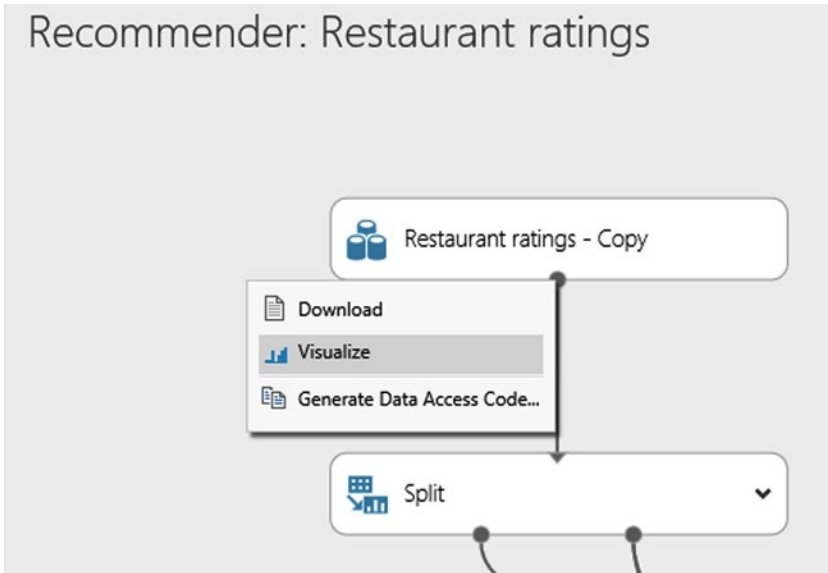 Recommender: Restaurant ratings
Restaurant ratings - Copy
Download
Visualize
Generate Data Access Code...
Split